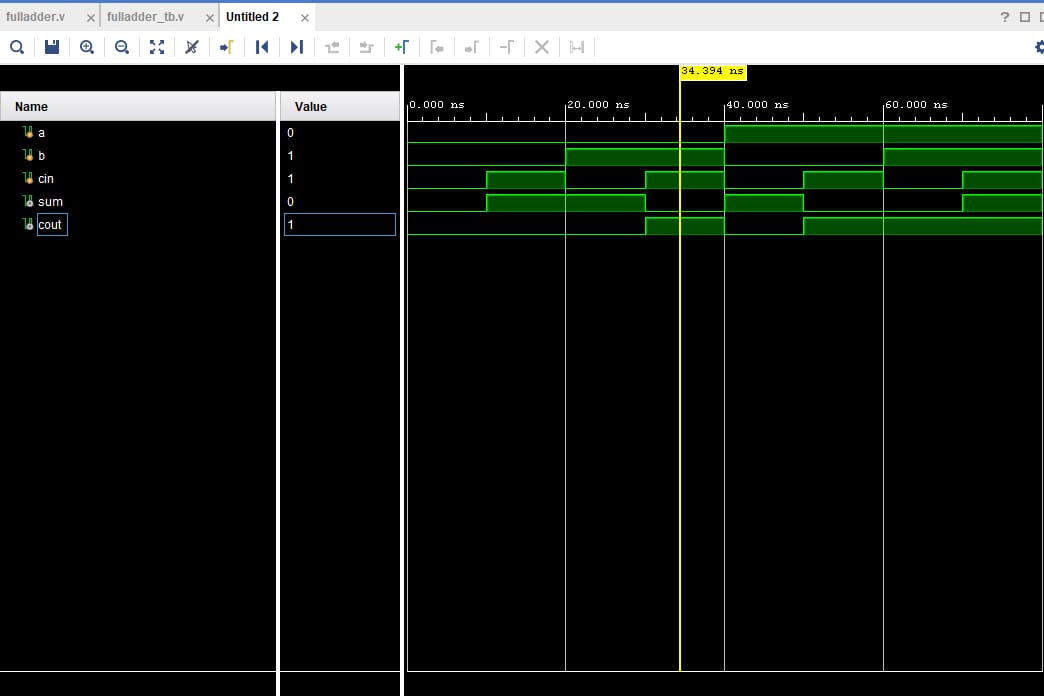 fulladder.v × fulladder_tb.v × Untitled 2 × ?
34.394 ns
Name Value 0.000 ns 20.000 ns 40.000 ns 60.000 ns
a 0
b 1
cin 1
sum 0
cout 1